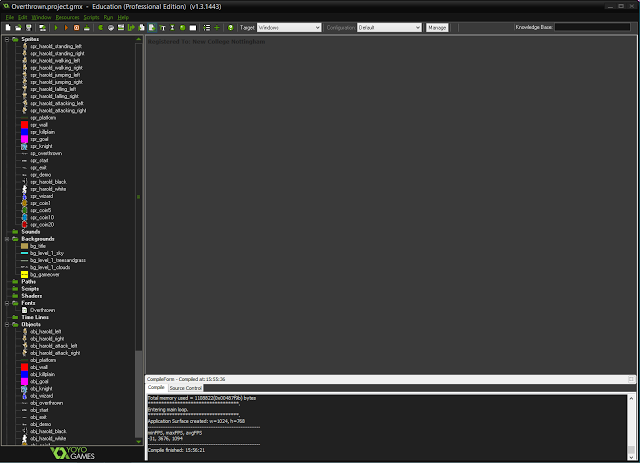 Overthrown.project.gmx - Education (Professional Edition) (v1.3.1443)
File Edit Window Resources Scripts Run Help
Target: Windows Configuration: Default Manage Knowledge Base:
Registered To: New College Nottingham
Sprites
spr_harold_standing_left
spr_harold_standing_right
spr_harold_walking_left
spr_harold_walking_right
spr_harold_jumping_left
spr_harold_jumping_right
spr_harold_falling_left
spr_harold_falling_right
spr_harold_attacking_left
spr_harold_attacking_right
spr_platform
spr_wall
spr_killplain
spr_goal
spr_knight
spr_overthrown
spr_start
spr_exit
spr_demo
spr_harold_black
spr_harold_white
spr_wizard
spr_coin1
spr_coin5
spr_coin10
spr_coin20
Sounds
Backgrounds
bg_title
bg_level_1_sky
bg_level_1_treesandgrass
bg_level_1_clouds
bg_gameover
Paths
Scripts
Shaders
Fonts
Overthrown
Time Lines
Objects
obj_harold_left
obj_harold_right
obj_harold_attack_left
obj_harold_attack_right
obj_platform
obj_wall
obj_killplain
obj_goal
obj_knight
obj_wizard
obj_overthrown
obj_start
obj_exit
obj_demo
obj_harold_black
obj_harold_white
YOYO
GAMES
CompileForm - Compiled at:15:55:36
Compile Source Control
Total memory used = 1188822(0x00487f9b) bytes
Entering main loop.
Application Surface created: w=1024, h=768
minFPS, maxFPS, avgFPS
-31, 3676, 1094
Compile finished: 15:56:21